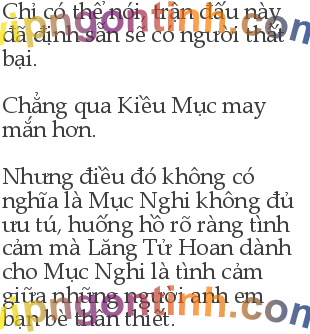 Chỉ có thể nói, trận đấu này
đã định sẵn sẽ có người thất
bại.
Chẳng qua Kiều Mục may
mắn hơn.
Nhưng điều đó không có
nghĩa là Mục Nghi không đủ
ưu tú, huống hồ rõ ràng tình
cảm mà Lăng Tử Hoan dành
cho Mục Nghi là tình cảm
giữa những người anh em
bạn bè thân thiết.
vipngontinh.com
vipngontinh.com